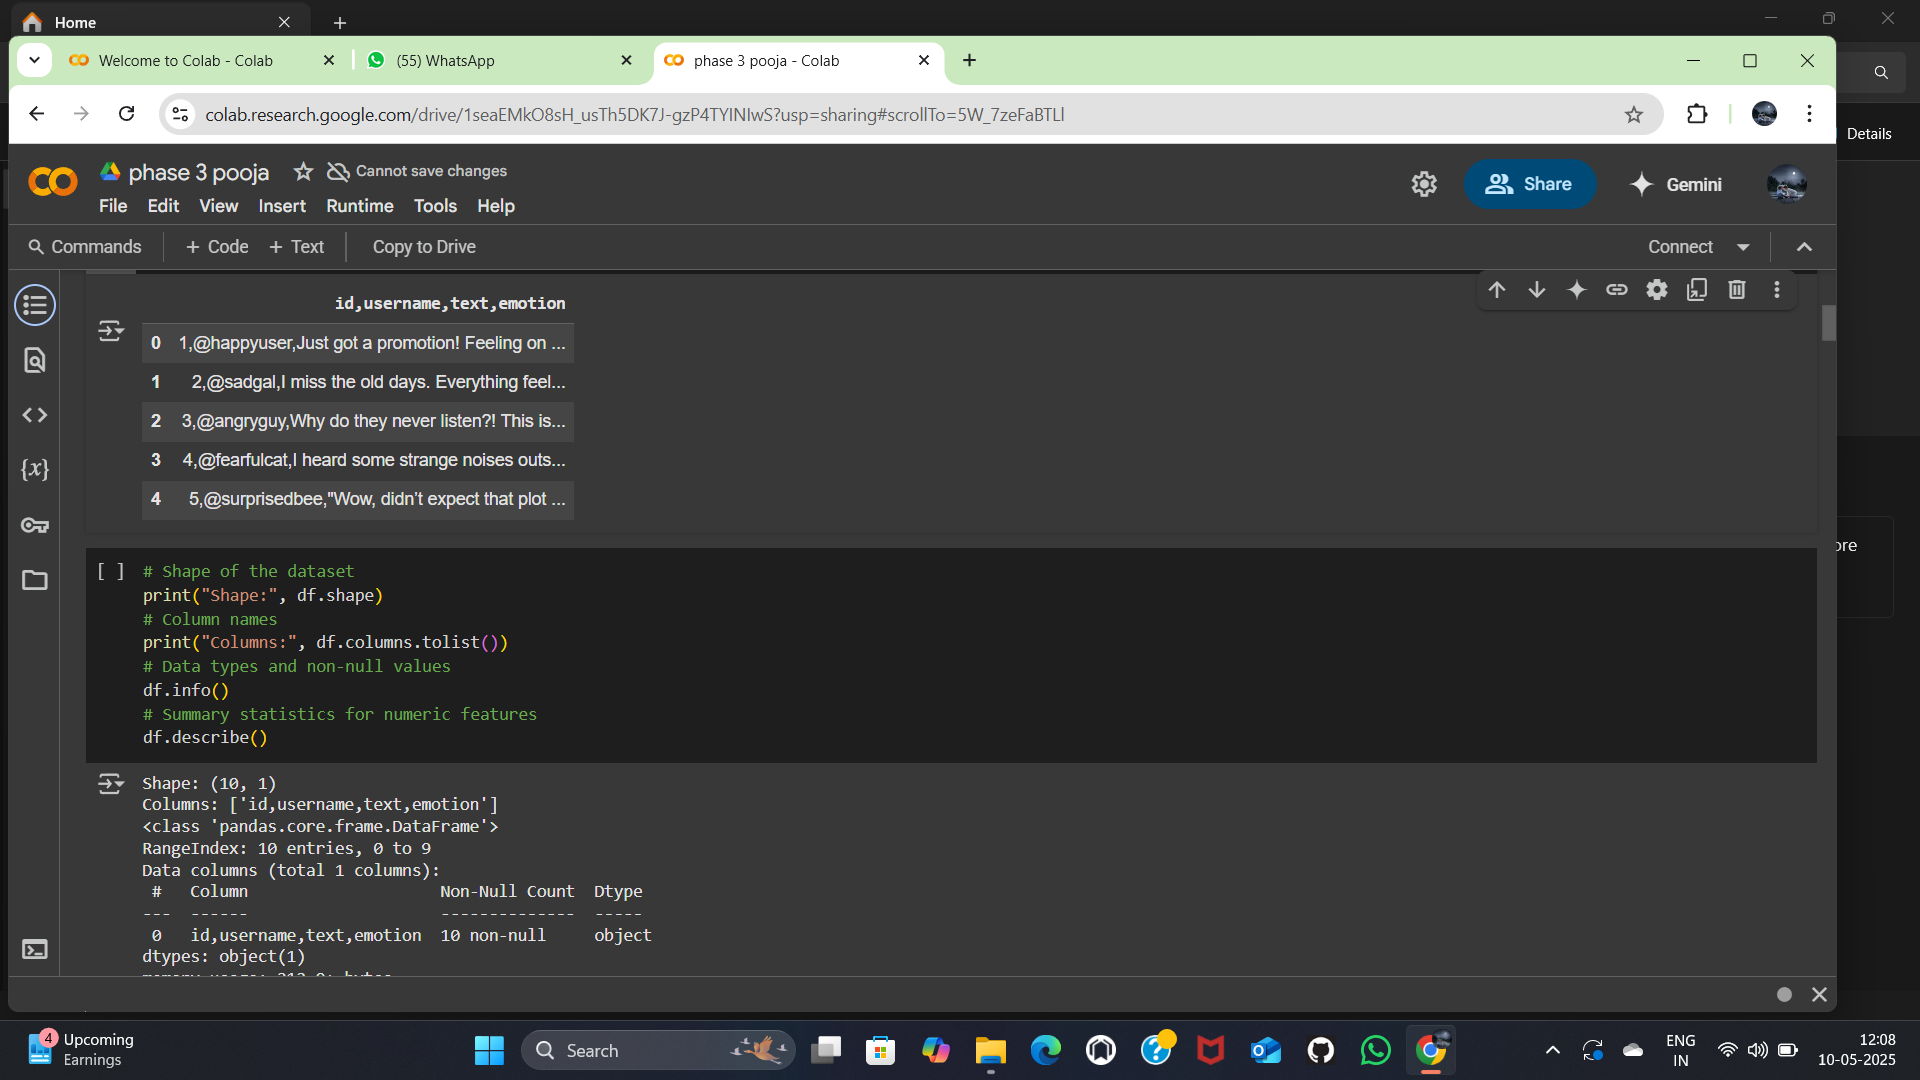 Home
Welcome to Colab - Colab
(55) WhatsApp
phase 3 pooja - Colab
colab.research.google.com/drive/1seaEMkO8sH_usTh5DK7J-gzP4TYINIwS?usp=sharing#scrollTo=5W_7zeFaBTLl
Details
phase 3 pooja
Cannot save changes
Share
Gemini
File Edit View Insert Runtime Tools Help
Commands + Code + Text Copy to Drive
Connect
id,username,text,emotion
0 1,@happyuser,Just got a promotion! Feeling on ...
1 2,@sadgal,I miss the old days. Everything feel...
2 3,@angryguy,Why do they never listen?! This is...
3 4,@fearfulcat,I heard some strange noises outs...
4 5,@surprisedbee,"Wow, didn't expect that plot ...
[ ] # Shape of the dataset
print("Shape:", df.shape)
# Column names
print("Columns:", df.columns.tolist())
# Data types and non-null values
df.info()
# Summary statistics for numeric features
df.describe()
Shape: (10, 1)
Columns: ['id,username,text,emotion']
<class 'pandas.core.frame.DataFrame'>
RangeIndex: 10 entries, 0 to 9
Data columns (total 1 columns):
# Column Non-Null Count Dtype
--- ------ -------------- -----
0 id,username,text,emotion 10 non-null object
dtypes: object(1)
4
Upcoming
Earnings
Search
ENG
IN
12:08
10-05-2025